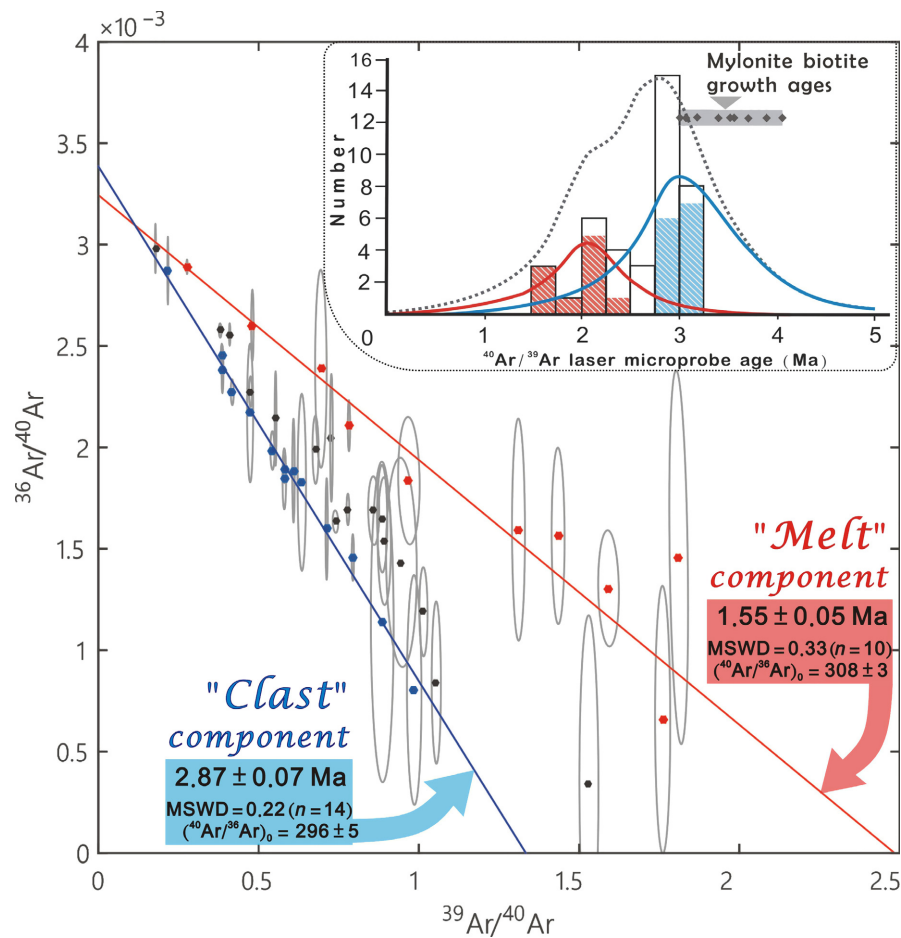 ×10⁻³
4
3.5
3
2.5
2
1.5
1
0.5
0
³⁶Ar/⁴⁰Ar
0
0.5
1
1.5
2
2.5
³⁹Ar/⁴⁰Ar
16
14
12
10
8
6
4
2
0
Number
Mylonite biotite
growth ages
1
2
3
4
5
⁴⁰Ar/³⁹Ar laser microprobe age (Ma)
"Melt"
component
1.55 ± 0.05 Ma
MSWD = 0.33 (n = 10)
(⁴⁰Ar/³⁶Ar)₀ = 308 ± 3
"Clast"
component
2.87 ± 0.07 Ma
MSWD = 0.22 (n = 14)
(⁴⁰Ar/³⁶Ar)₀ = 296 ± 5